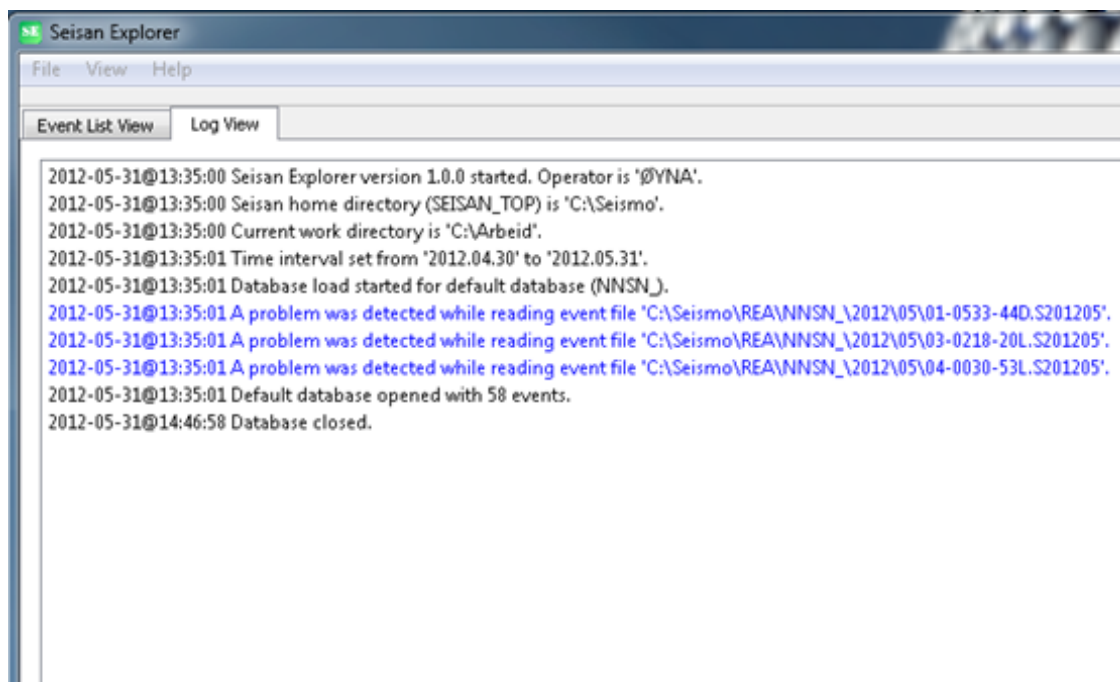 SE Seisan Explorer
File View Help
Event List View Log View
2012-05-31@13:35:00 Seisan Explorer version 1.0.0 started. Operator is 'ØYNA'.
2012-05-31@13:35:00 Seisan home directory (SEISAN_TOP) is 'C:\Seismo'.
2012-05-31@13:35:00 Current work directory is 'C:\Arbeid'.
2012-05-31@13:35:01 Time interval set from '2012.04.30' to '2012.05.31'.
2012-05-31@13:35:01 Database load started for default database (NNSN_).
2012-05-31@13:35:01 A problem was detected while reading event file 'C:\Seismo\REA\NNSN_\2012\05\01-0533-44D.S201205'.
2012-05-31@13:35:01 A problem was detected while reading event file 'C:\Seismo\REA\NNSN_\2012\05\03-0218-20L.S201205'.
2012-05-31@13:35:01 A problem was detected while reading event file 'C:\Seismo\REA\NNSN_\2012\05\04-0030-53L.S201205'.
2012-05-31@13:35:01 Default database opened with 58 events.
2012-05-31@14:46:58 Database closed.